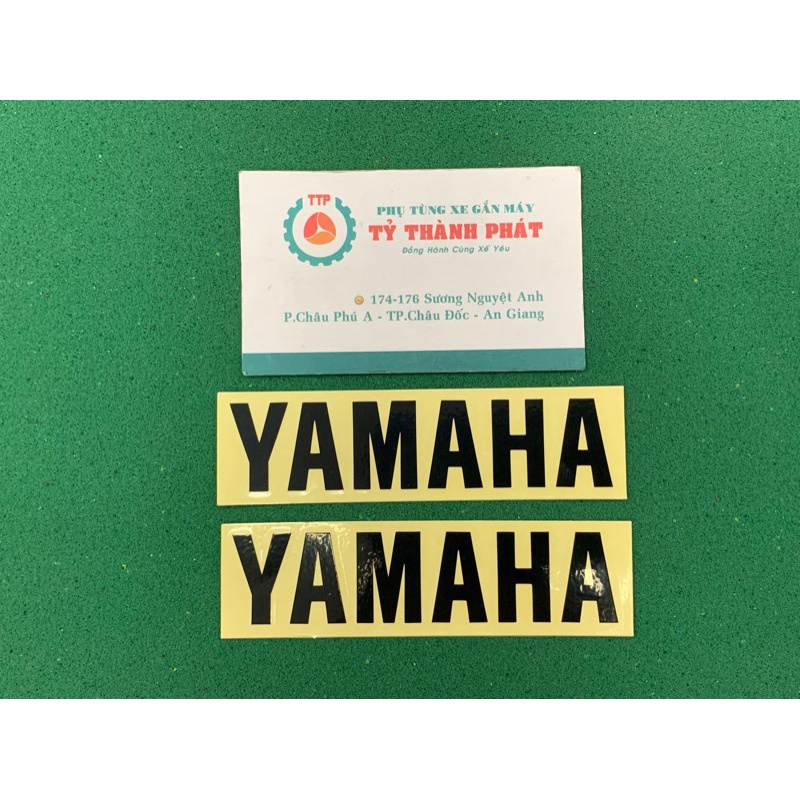 TTP
PHỤ TÙNG XE GẮN MÁY
TỶ THÀNH PHÁT
Đồng Hành Cùng Xế Yêu
174-176 Sương Nguyệt Anh
P.Châu Phú A - TP.Châu Đốc - An Giang
YAMAHA
YAMAHA